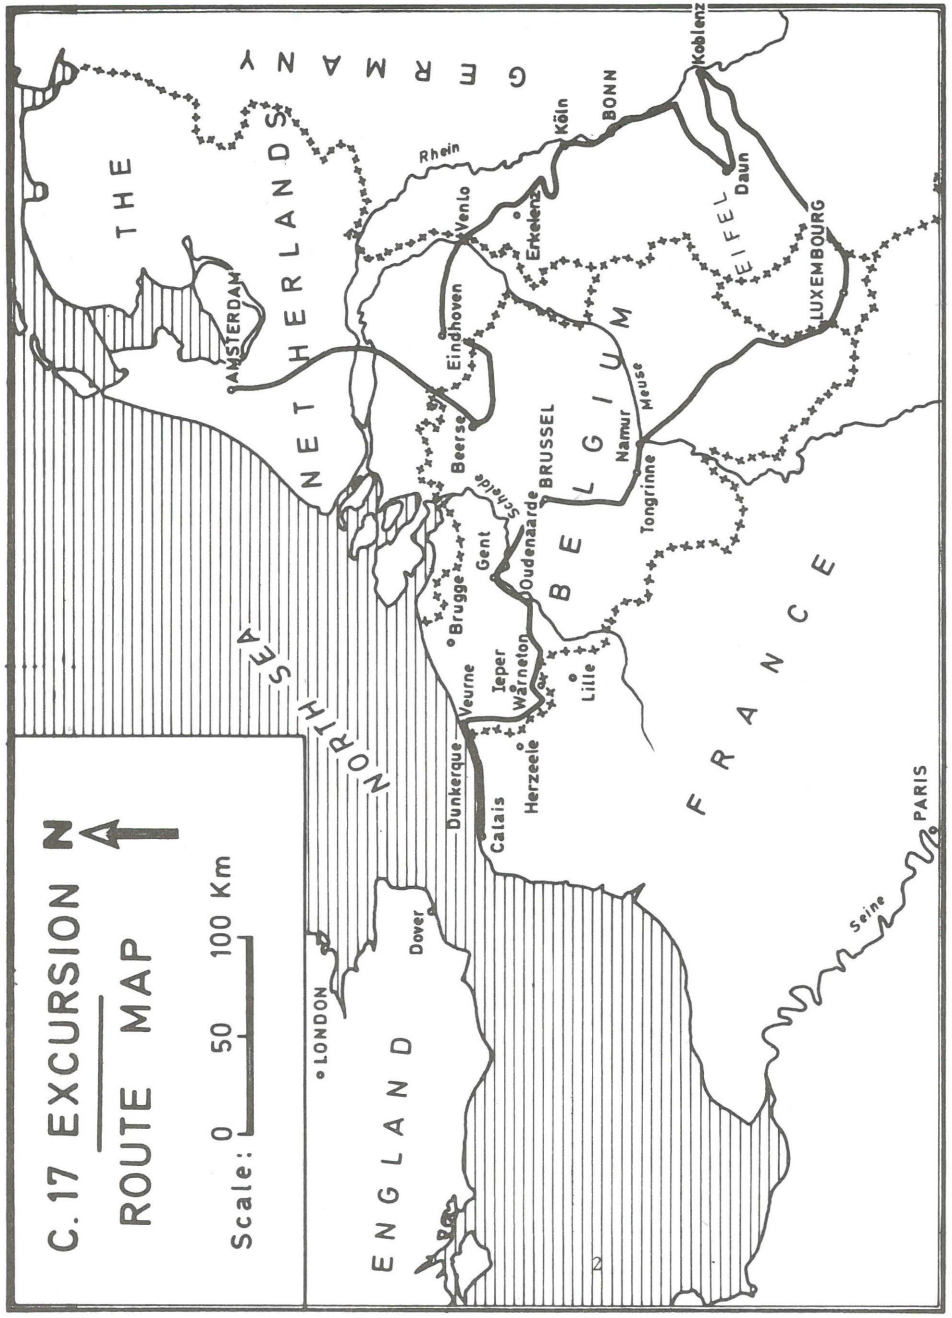 C. 17 EXCURSION
ROUTE MAP
N
Scale: 0 50 100 Km
THE
NETHERLANDS
GERMANY
NORTH SEA
ENGLAND
BELGIUM
FRANCE
EIFEL
LONDON
Dover
AMSTERDAM
Rhein
Venlo
Eindhoven
Erkelenz
Köln
BONN
Koblenz
Daun
LUXEMBOURG
Beerse
BRUSSEL
Schelde
Gent
Oudenaarde
Brugge
Veurne
Ieper
Warneton
Lille
Dunkerque
Herzeele
Calais
Namur
Meuse
Tongrinne
Seine
PARIS
2